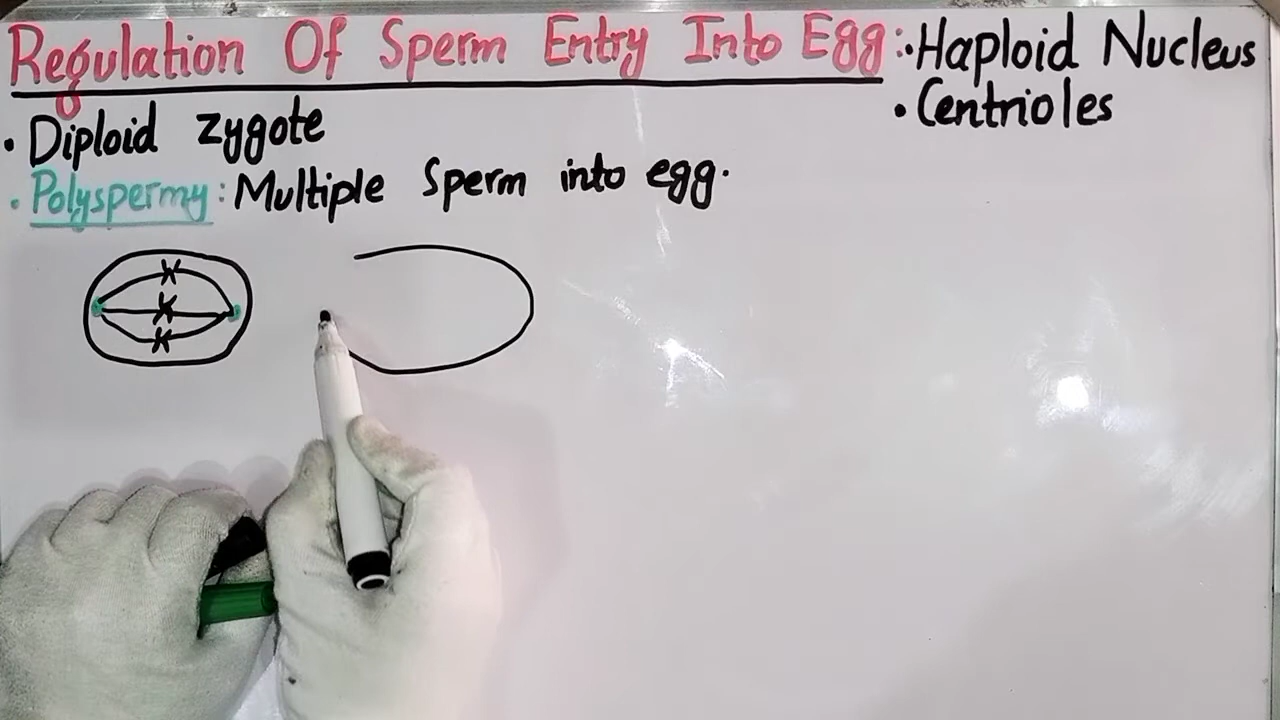 Regulation Of Sperm Entry Into Egg:
• Haploid Nucleus
• Centrioles
• Diploid Zygote
• Polyspermy: Multiple Sperm into egg.